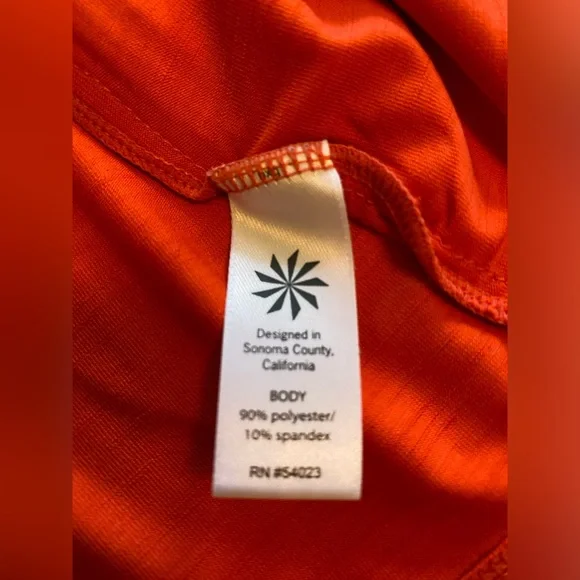 Designed in
Sonoma County,
California
BODY
90% polyester/
10% spandex
RN #54023